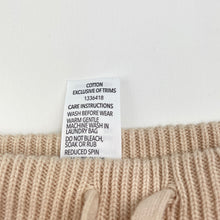 COTTON
EXCLUSIVE OF TRIMS
1336418
CARE INSTRUCTIONS
WASH BEFORE WEAR
WARM GENTLE
MACHINE WASH IN
LAUNDRY BAG
DO NOT BLEACH,
SOAK OR RUB
REDUCED SPIN